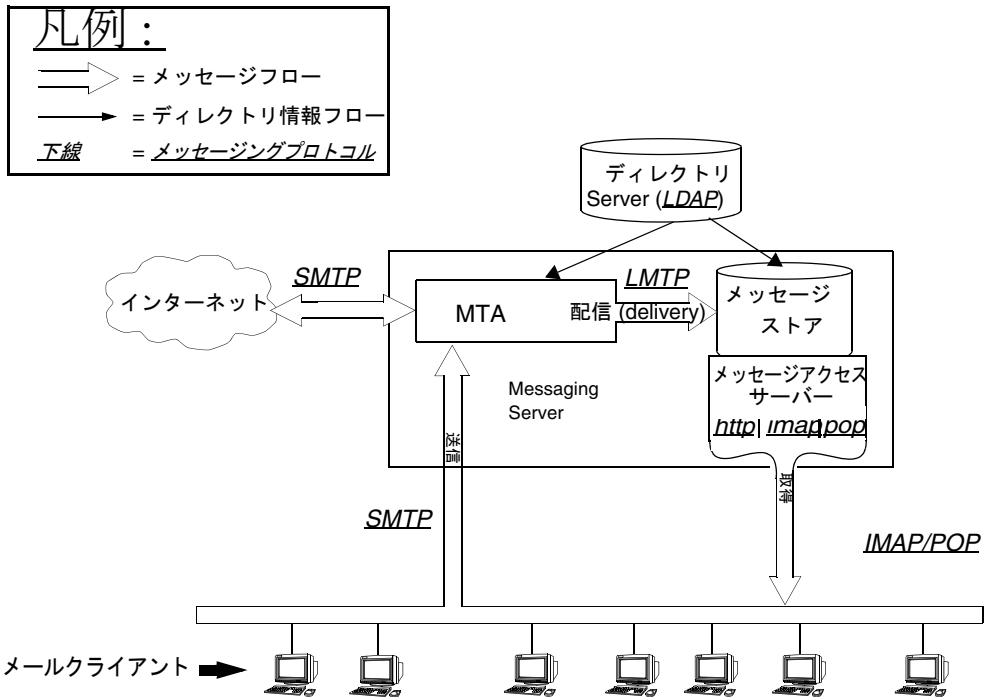 凡例 :
= メッセージフロー
= ディレクトリ情報フロー
下線 = メッセージングプロトコル
ディレクトリ
Server (LDAP)
インターネット
SMTP
MTA
配信 (delivery)
LMTP
メッセージ
ストア
メッセージアクセス
サーバー
http| imap|pop
Messaging
Server
送信
取得
SMTP
IMAP/POP
メールクライアント